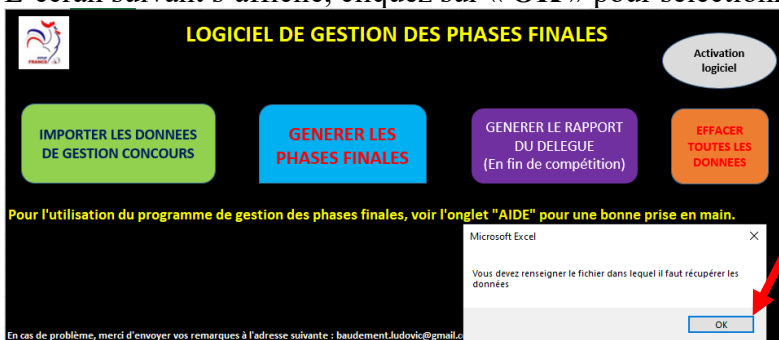 L'écran suivant s'affiche, cliquez sur « OK » pour sélection
LOGICIEL DE GESTION DES PHASES FINALES
Activation
logiciel
FRANCE
IMPORTER LES DONNEES
DE GESTION CONCOURS
GENERER LES
PHASES FINALES
GENERER LE RAPPORT
DU DELEGUE
(En fin de compétition)
EFFACER
TOUTES LES
DONNEES
Pour l'utilisation du programme de gestion des phases finales, voir l'onglet "AIDE" pour une bonne prise en main.
Microsoft Excel
Vous devez renseigner le fichier dans lequel il faut récupérer les
données
OK
En cas de problème, merci d'envoyer vos remarques à l'adresse suivante : baudement.ludovic@gmail.c